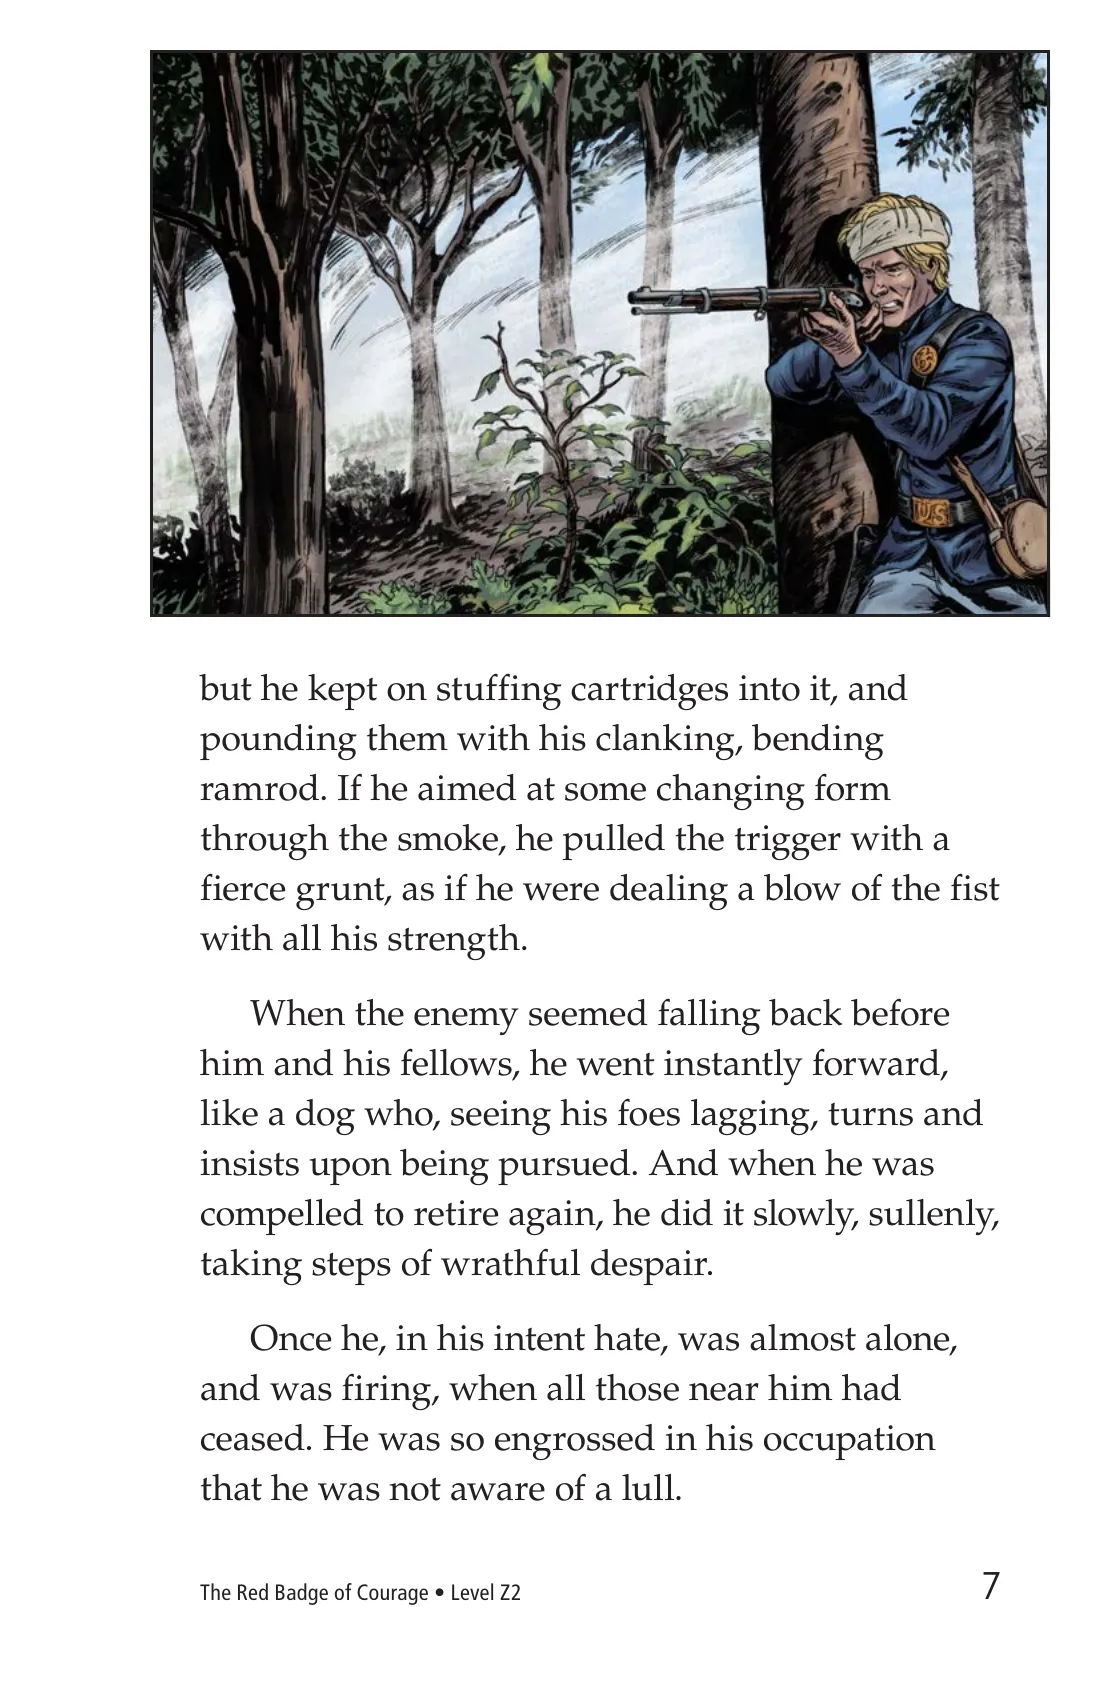 US
but he kept on stuffing cartridges into it, and
pounding them with his clanking, bending
ramrod. If he aimed at some changing form
through the smoke, he pulled the trigger with a
fierce grunt, as if he were dealing a blow of the fist
with all his strength.
When the enemy seemed falling back before
him and his fellows, he went instantly forward,
like a dog who, seeing his foes lagging, turns and
insists upon being pursued. And when he was
compelled to retire again, he did it slowly, sullenly,
taking steps of wrathful despair.
Once he, in his intent hate, was almost alone,
and was firing, when all those near him had
ceased. He was so engrossed in his occupation
that he was not aware of a lull.
The Red Badge of Courage • Level Z2
7